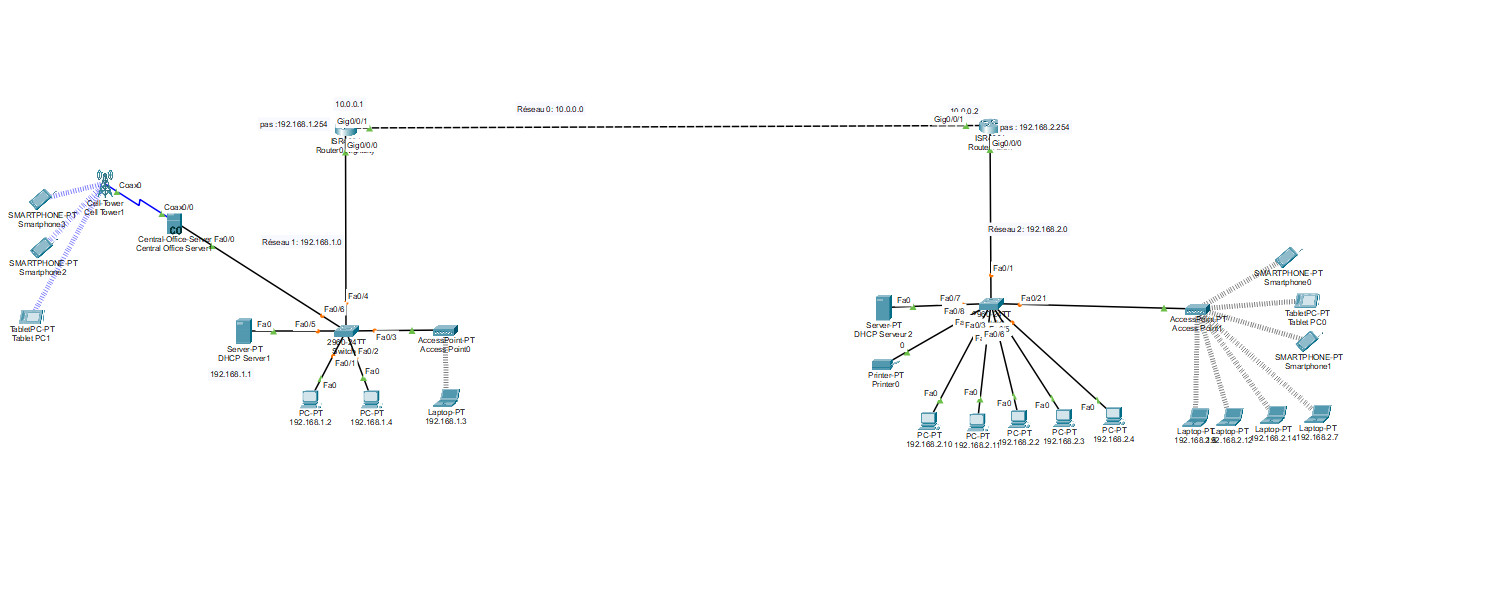 10.0.0.1
Réseau 0: 10.0.0.0
10.0.0.2
pas :192.168.1.254
Gig0/0/1
Gig0/0/1
pas : 192.168.2.254
Router0
Gig0/0/0
Gig0/0/0
Coax0
Cell-Tower
Cell Tower1
Coax0/0
SMARTPHONE-PT
Smartphone3
Central-Office-Server
Fa0/0
Central Office Server1
Réseau 1: 192.168.1.0
Réseau 2: 192.168.2.0
SMARTPHONE-PT
Smartphone2
Fa0/1
SMARTPHONE-PT
Smartphone0
Fa0/4
Fa0/6
TabletPC-PT
Tablet PC1
Fa0
Fa0/5
Server-PT
DHCP Server1
192.168.1.1
2960-24TT
Fa0/3
AccessPoint-PT
Access Point0
Fa0/2
Fa0/1
Fa0
Fa0
PC-PT
192.168.1.2
PC-PT
192.168.1.4
Laptop-PT
192.168.1.3
Fa0
Fa0/7
Fa0/21
Server-PT
DHCP Serveur2
Fa0/8
Fa0/3
Fa0/6
0
Printer-PT
Printer0
AccessPoint-PT
Access Point1
TabletPC-PT
Tablet PC0
SMARTPHONE-PT
Smartphone1
Fa0
Fa0
Fa0
Fa0
Fa0
PC-PT
192.168.2.10
PC-PT
192.168.2.11
PC-PT
192.168.2.2
PC-PT
192.168.2.3
PC-PT
192.168.2.4
Laptop-PT
Laptop-PT
192.168.2.12
Laptop-PT
192.168.2.14
Laptop-PT
192.168.2.7